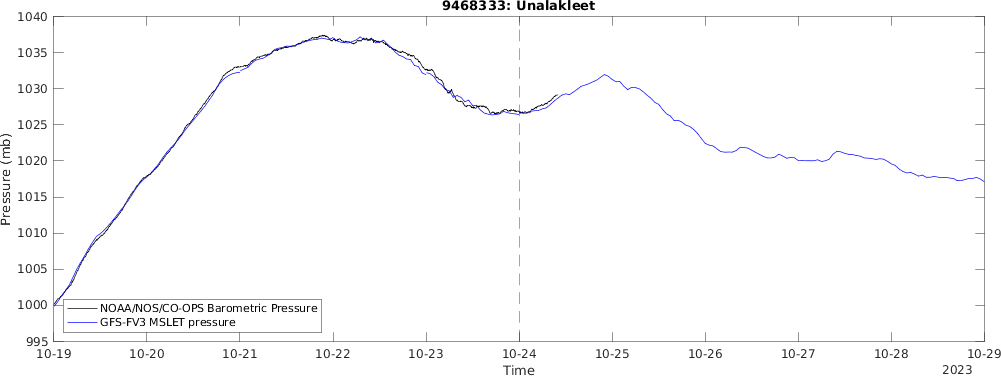 9468333: Unalakleet
1040
1035
1030
1025
1020
1015
1010
1005
1000
995
Pressure (mb)
NOAA/NOS/CO-OPS Barometric Pressure
GFS-FV3 MSLET pressure
10-19 10-20 10-21 10-22 10-23 10-24 10-25 10-26 10-27 10-28 10-29
Time
2023